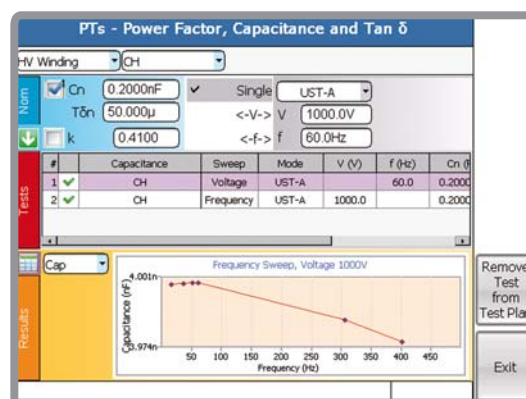 PTs - Power Factor, Capacitance and Tan δ
HV Winding CH
Nom
Cn 0.2000nF Single UST-A
Tδn 50.000µ <-V-> V 1000.0V
k 0.4100 <-f-> f 60.0Hz
Tests
# Capacitance Sweep Mode V (V) f (Hz) Cn
1 CH Voltage UST-A 60.0 0.2000
2 CH Frequency UST-A 1000.0 0.2000
Results
Cap
Frequency Sweep, Voltage 1000V
4.001n
Capacitance (nF)
3.974n
50 100 150 200 250 300 350 400 450
Frequency (Hz)
Remove
Test
from
Test Plan
Exit